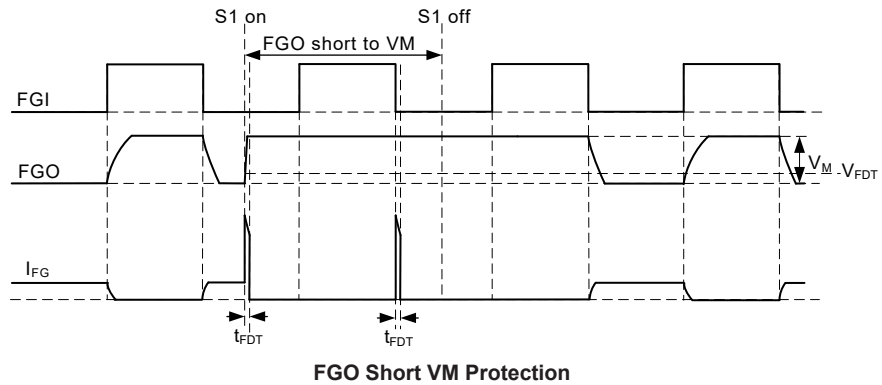 S1 on
S1 off
FGO short to VM
FGI
FGO
VM
VFDT
IFG
tFDT
tFDT
FGO Short VM Protection